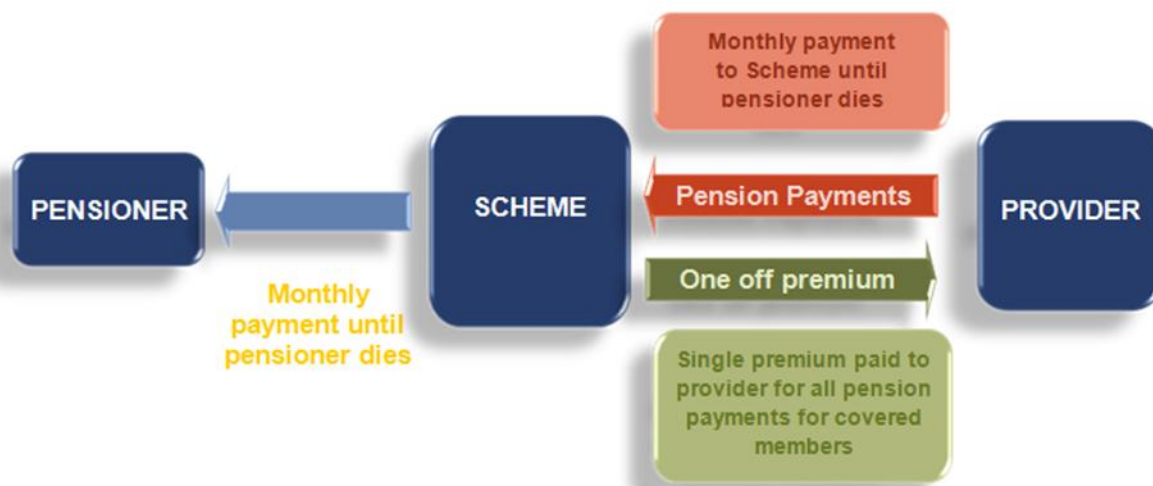 Monthly payment
to Scheme until
pensioner dies
PENSIONER
SCHEME
Pension Payments
PROVIDER
One off premium
Monthly
payment until
pensioner dies
Single premium paid to
provider for all pension
payments for covered
members